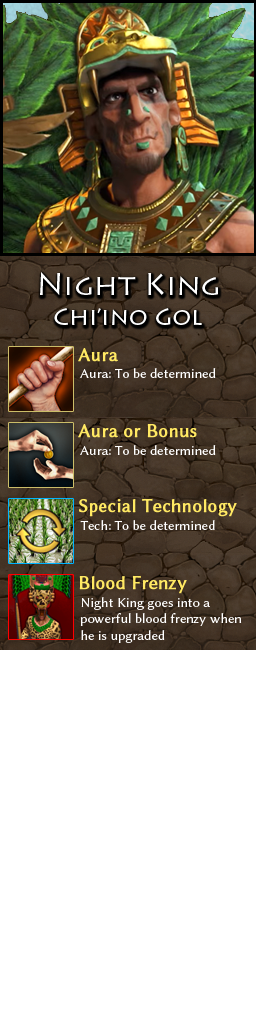 Night King
Chi'ino Gol
Aura
Aura: To be determined
Aura or Bonus
Aura: To be determined
Special Technology
Tech: To be determined
Blood Frenzy
Night King goes into a
powerful blood frenzy when
he is upgraded